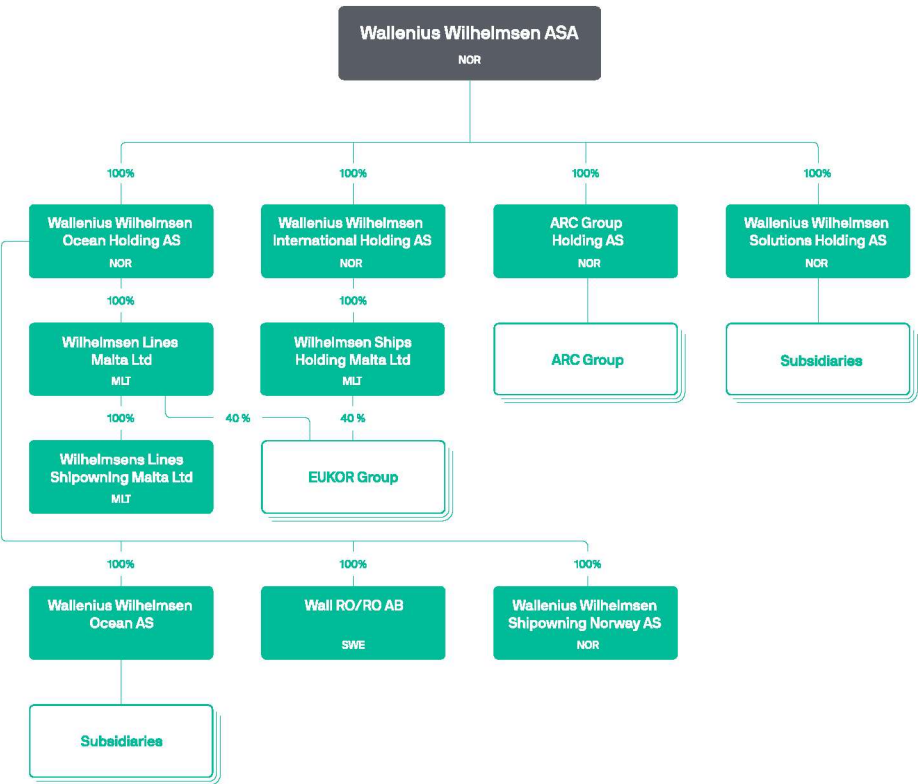 Wallenius Wilhelmsen ASA
NOR
100%
100%
100%
100%
Wallenius Wilhelmsen
Ocean Holding AS
NOR
Wallenius Wilhelmsen
International Holding AS
NOR
ARC Group
Holding AS
NOR
Wallenius Wilhelmsen
Solutions Holding AS
NOR
100%
100%
Wilhelmsen Lines
Malta Ltd
MLT
Wilhelmsen Ships
Holding Malta Ltd
MLT
ARC Group
Subsidiaries
100%
40 %
40 %
Wilhelmsens Lines
Shipowning Malta Ltd
MLT
EUKOR Group
100%
100%
100%
Wallenius Wilhelmsen
Ocean AS
Wall RO/RO AB
SWE
Wallenius Wilhelmsen
Shipowning Norway AS
NOR
Subsidiaries